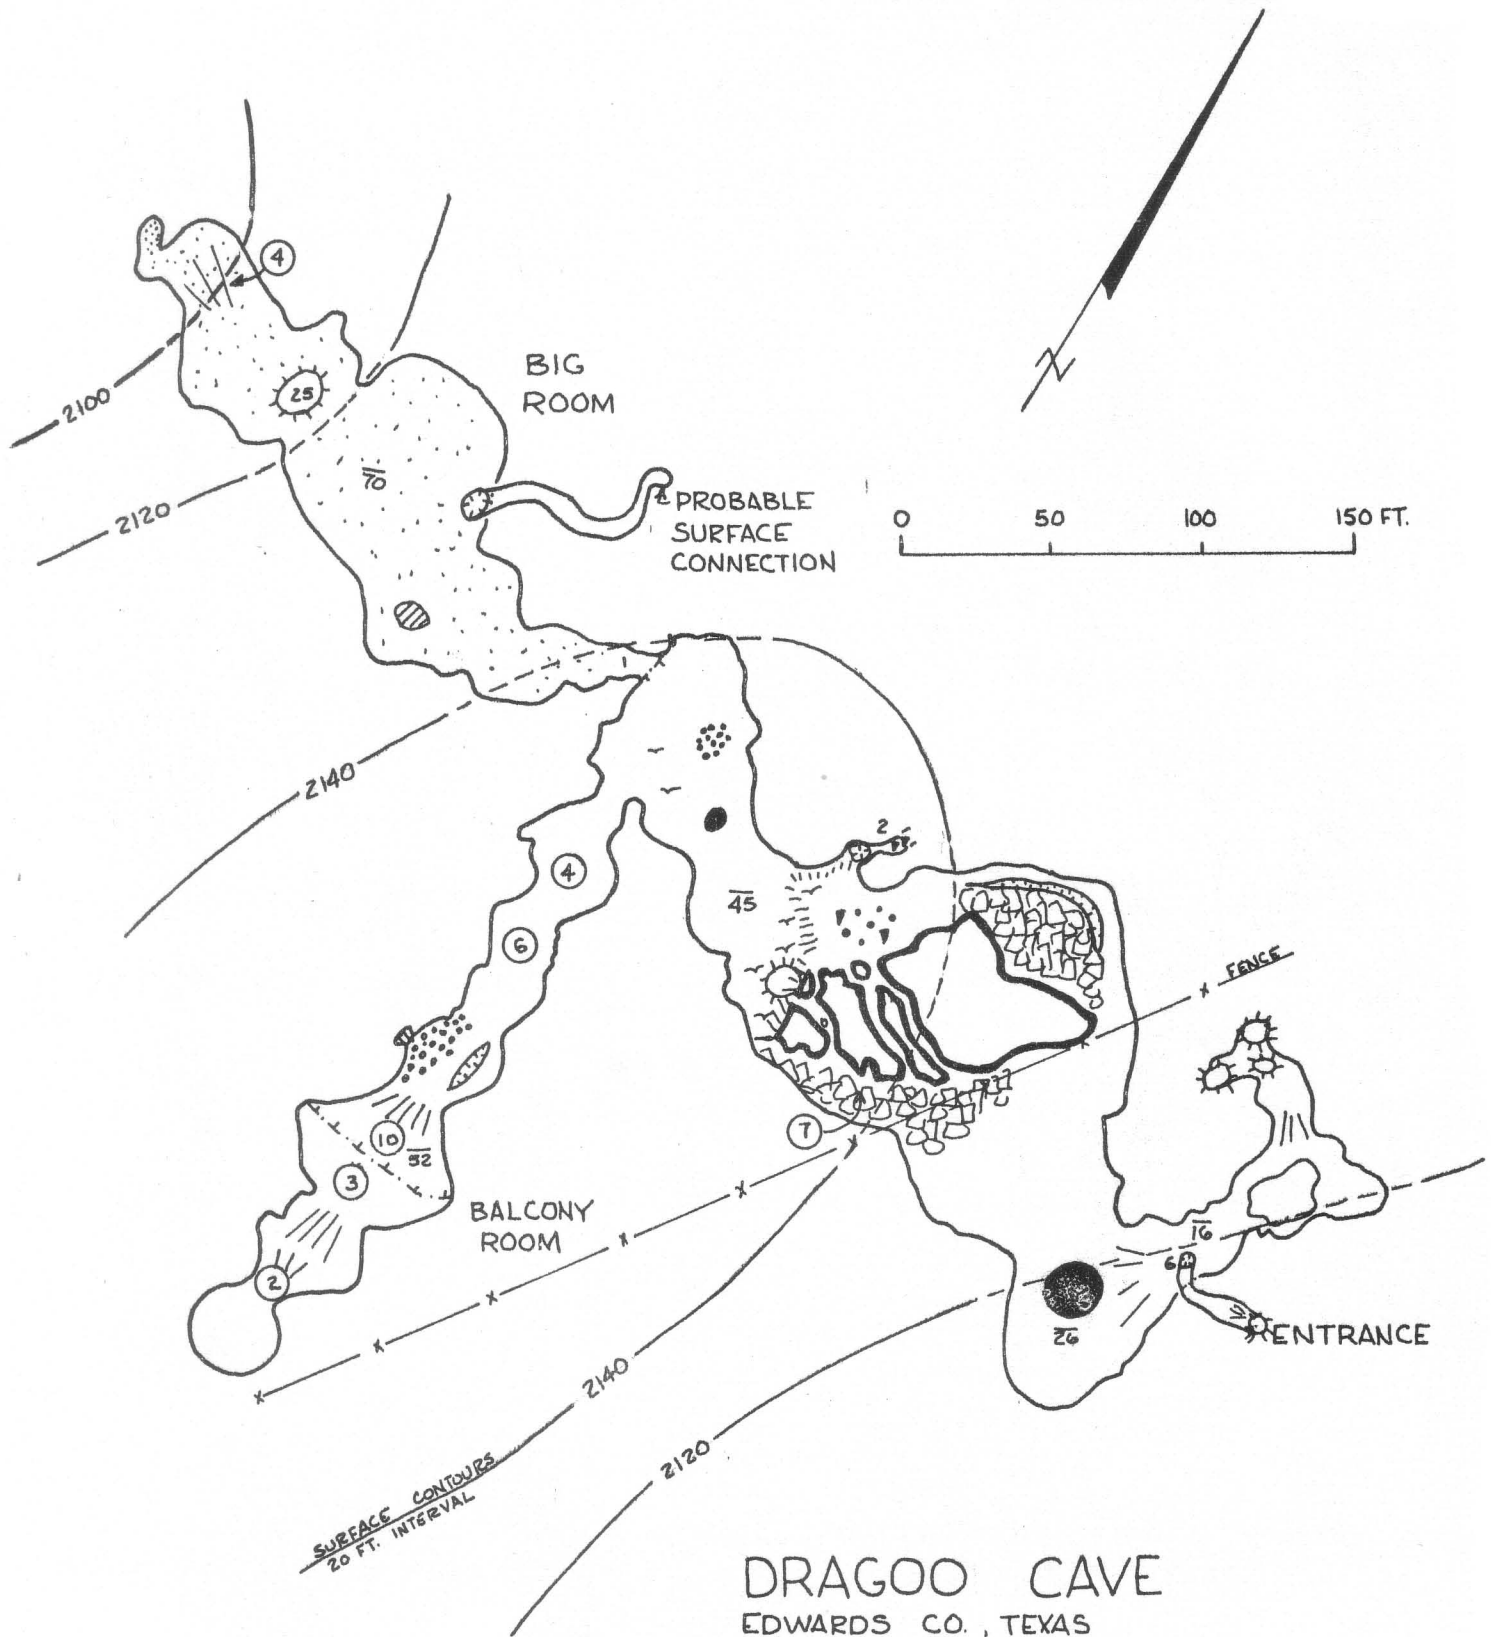 N
4
BIG
ROOM
25
2100
70
2120
PROBABLE
SURFACE
CONNECTION
0 50 100 150 FT.
2140
2
4
45
6
FENCE
7
10
52
3
BALCONY
ROOM
16
6
2
26
ENTRANCE
2140
2120
SURFACE CONTOURS
20 FT. INTERVAL
DRAGOO CAVE
EDWARDS CO., TEXAS